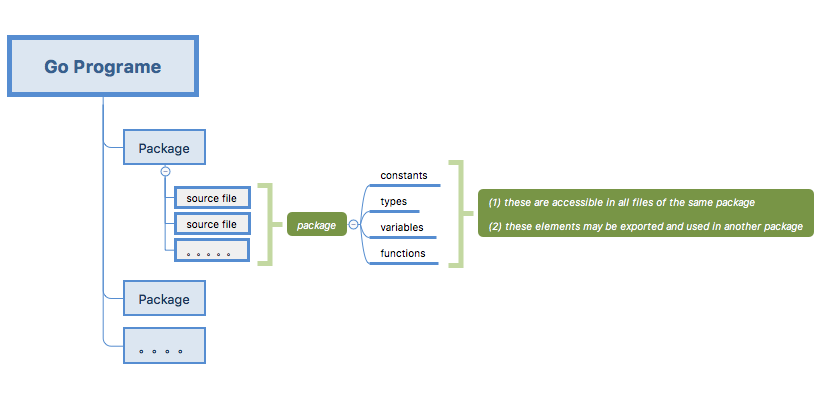 Go Programe
Package
source file
source file
。。。。。
package
constants
types
variables
functions
(1) these are accessible in all files of the same package
(2) these elements may be exported and used in another package
Package
。。。。